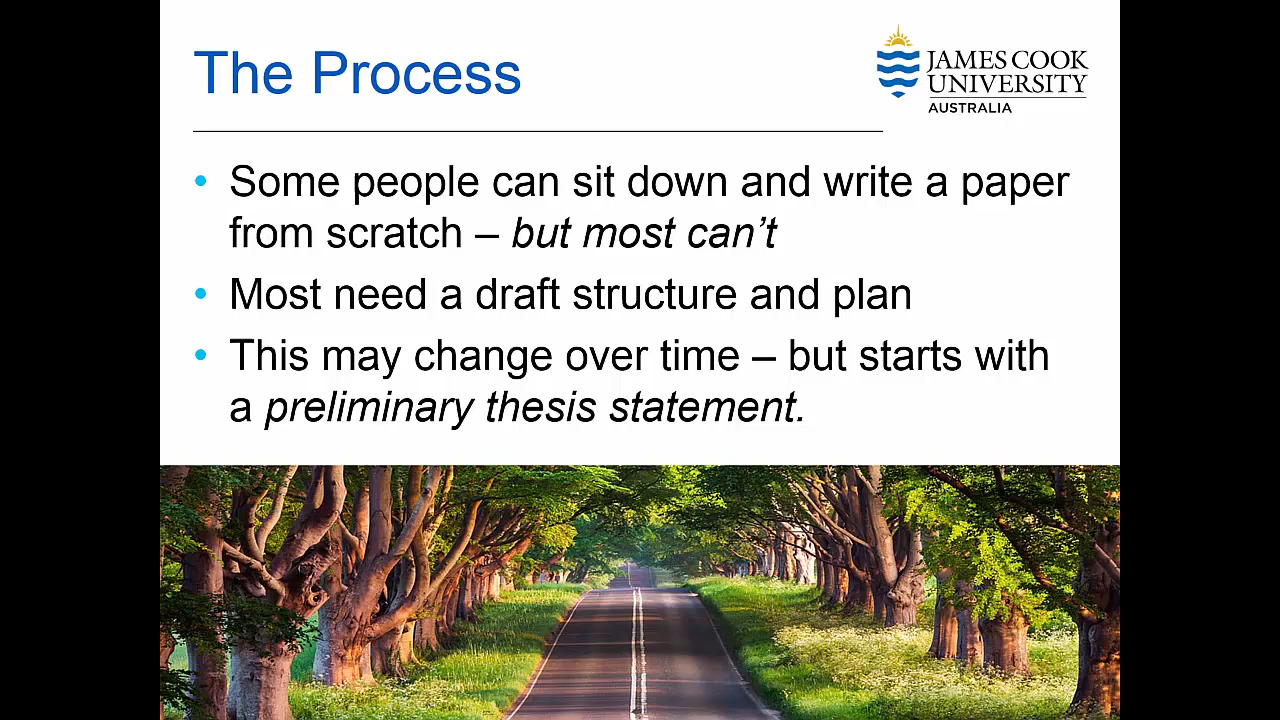 The Process
JAMES COOK
UNIVERSITY
AUSTRALIA
• Some people can sit down and write a paper
from scratch – but most can’t
• Most need a draft structure and plan
• This may change over time – but starts with
a preliminary thesis statement.